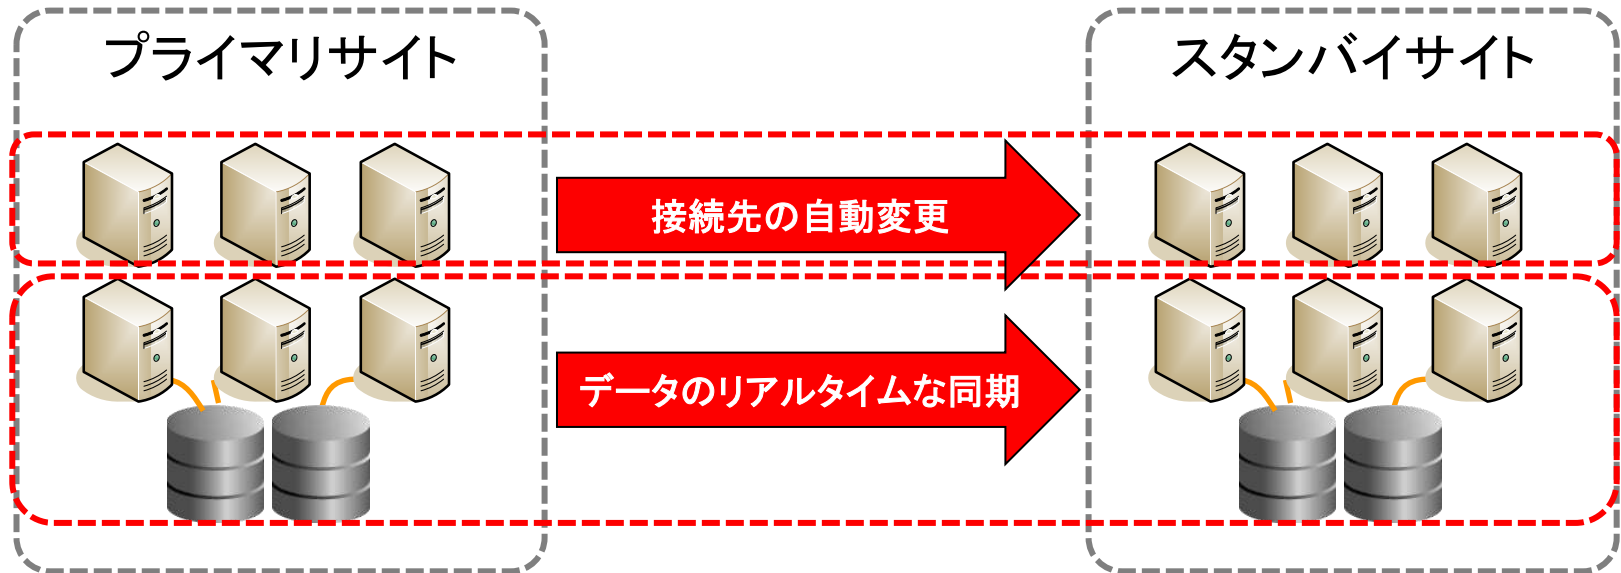 プライマリサイト
スタンバイサイト
接続先の自動変更
データのリアルタイムな同期